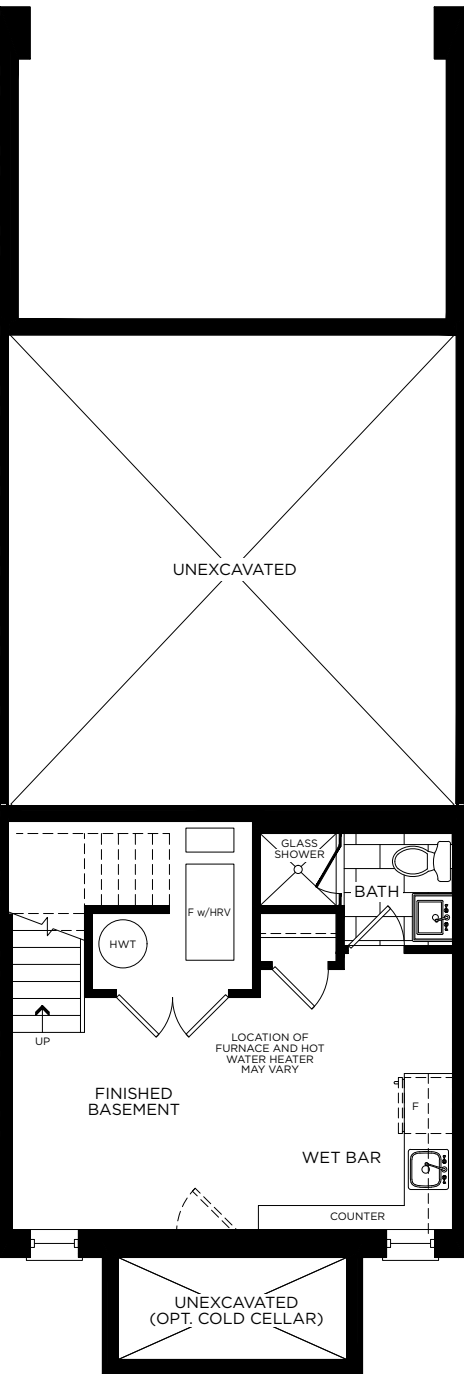 UNEXCAVATED
GLASS
SHOWER
BATH
F w/HRV
HWT
UP
LOCATION OF
FURNACE AND HOT
WATER HEATER
MAY VARY
FINISHED
BASEMENT
F
WET BAR
COUNTER
UNEXCAVATED
(OPT. COLD CELLAR)